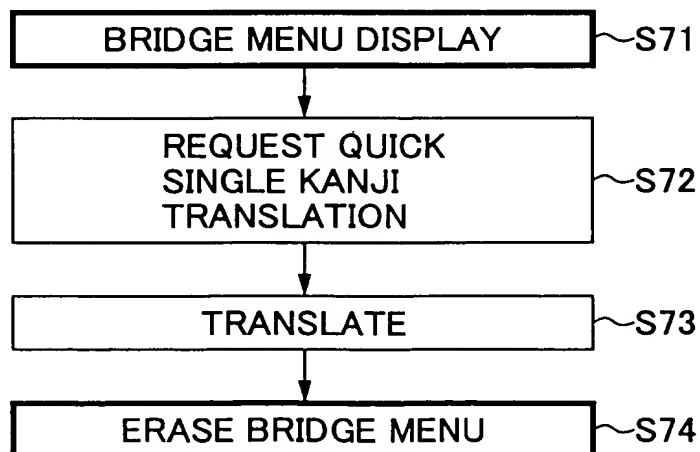 BRIDGE MENU DISPLAY S71
REQUEST QUICK
SINGLE KANJI
TRANSLATION
S72
TRANSLATE S73
ERASE BRIDGE MENU S74